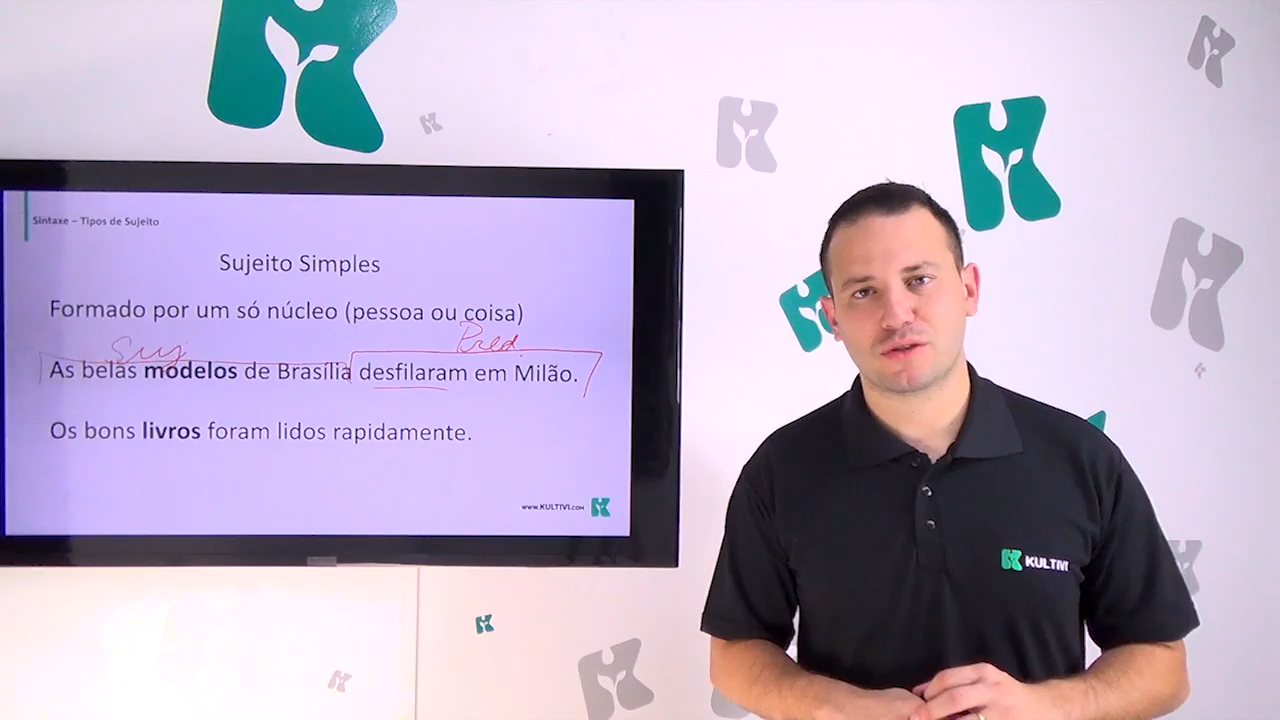 Sintaxe – Tipos de Sujeito
Sujeito Simples
Formado por um só núcleo (pessoa ou coisa)
Suj Pred.
As belas modelos de Brasília desfilaram em Milão.
Os bons livros foram lidos rapidamente.
www.KULTIVI.COM
KULTIVI